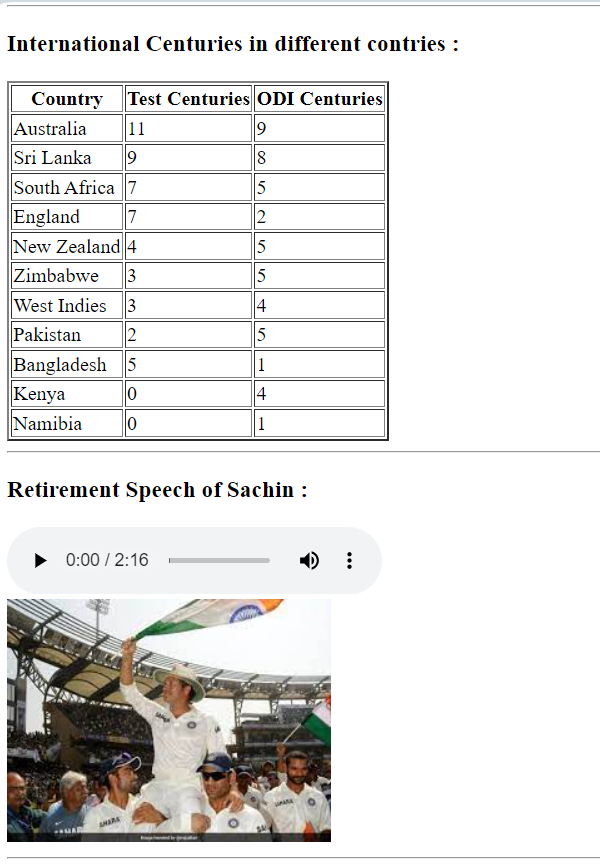 International Centuries in different contries :
Country Test Centuries ODI Centuries
Australia 11 9
Sri Lanka 9 8
South Africa 7 5
England 7 2
New Zealand 4 5
Zimbabwe 3 5
West Indies 3 4
Pakistan 2 5
Bangladesh 5 1
Kenya 0 4
Namibia 0 1
Retirement Speech of Sachin :
0:00 / 2:16